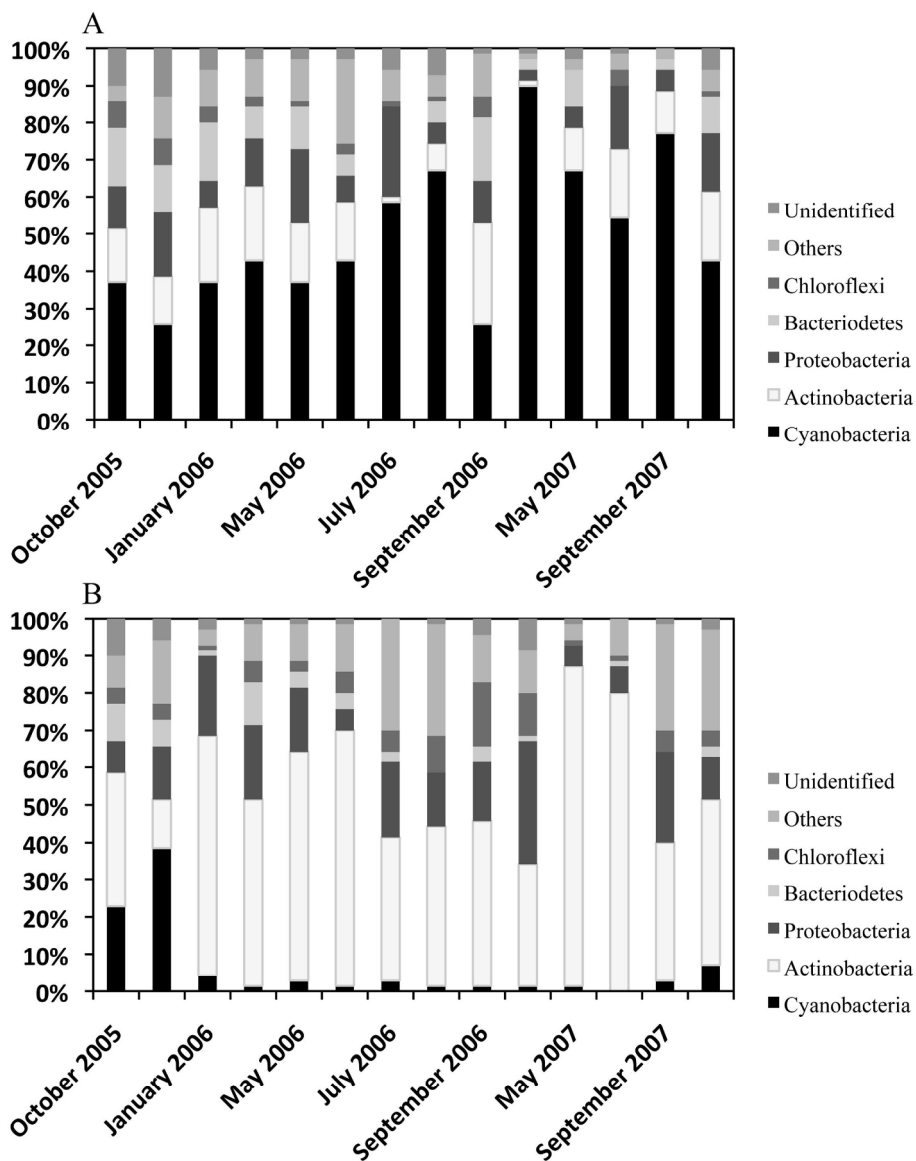 A
100%
90%
80%
70%
60%
50%
40%
30%
20%
10%
0%
October 2005
January 2006
May 2006
July 2006
September 2006
May 2007
September 2007
Unidentified
Others
Chloroflexi
Bacteriodetes
Proteobacteria
Actinobacteria
Cyanobacteria
B
100%
90%
80%
70%
60%
50%
40%
30%
20%
10%
0%
October 2005
January 2006
May 2006
July 2006
September 2006
May 2007
September 2007
Unidentified
Others
Chloroflexi
Bacteriodetes
Proteobacteria
Actinobacteria
Cyanobacteria